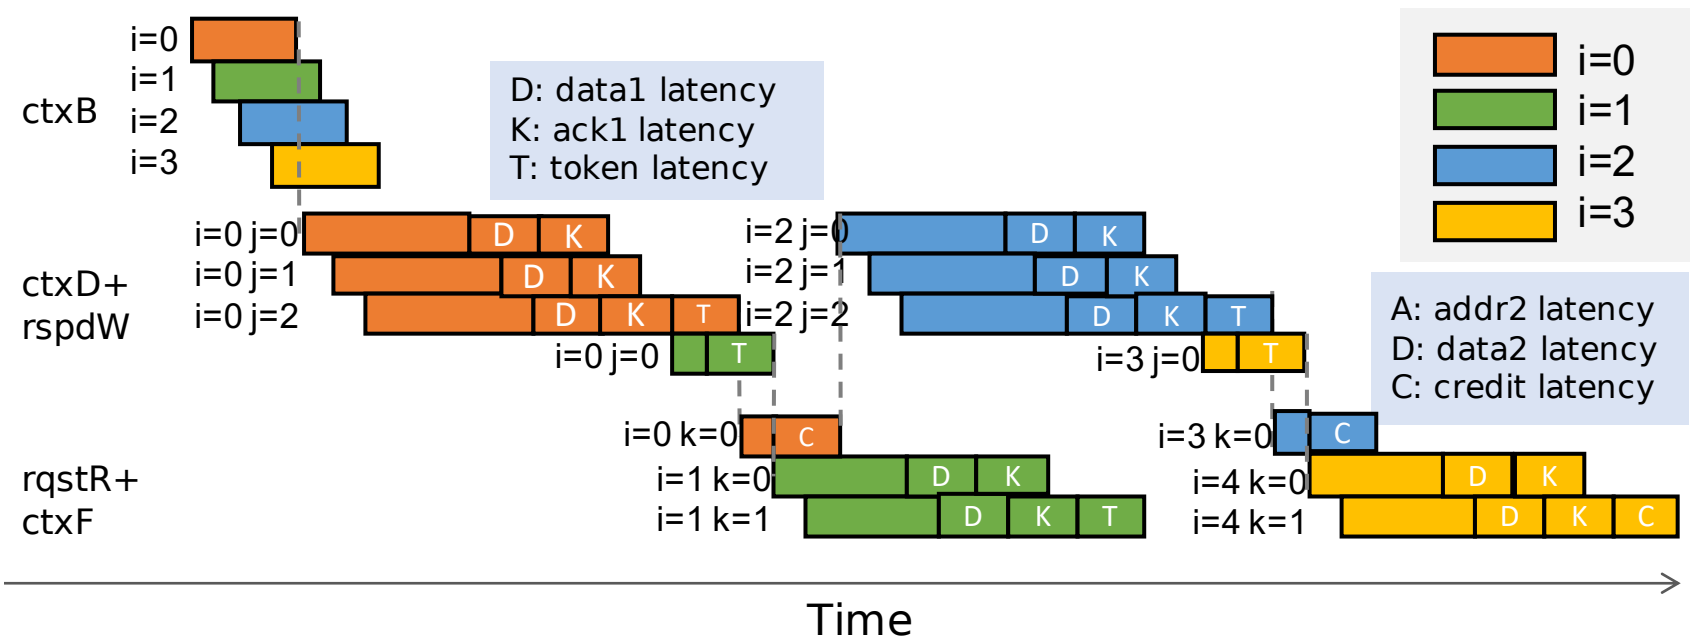 i=0
i=1
ctxB
i=2
i=3
D: data1 latency
K: ack1 latency
T: token latency
i=0
i=1
i=2
i=3
ctxD+
rspdW
i=0 j=0 D K
i=0 j=1 D K
i=0 j=2 D K T
i=0 j=0 T
i=2 j=0 D K
i=2 j=1 D K
i=2 j=2 D K T
i=3 j=0 T
A: addr2 latency
D: data2 latency
C: credit latency
rqstR+
ctxF
i=0 k=0 C
i=1 k=0 D K
i=1 k=1 D K T
i=3 k=0 C
i=4 k=0 D K
i=4 k=1 D K C
Time